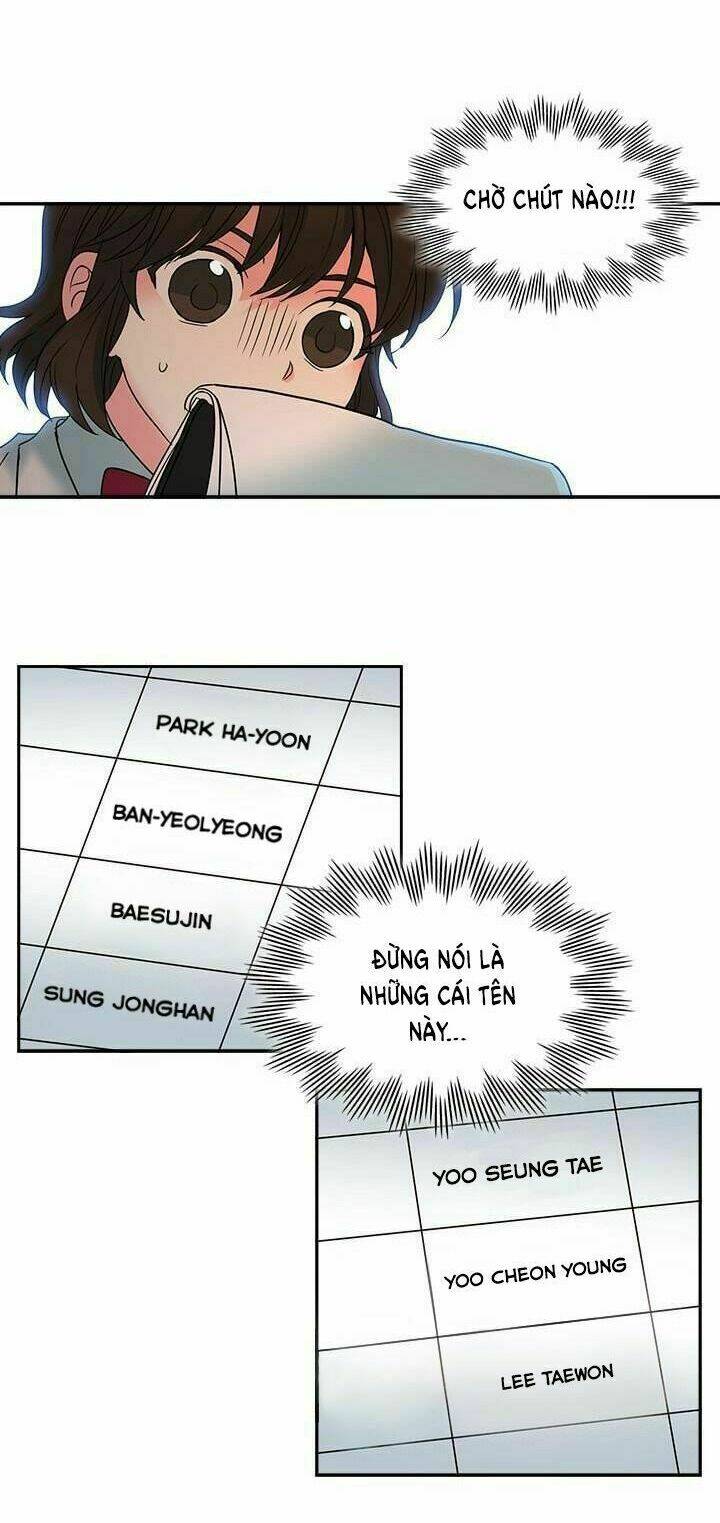 CHỜ CHÚT NÀO!!!
PARK HA-YOON
BAN-YEOLYEONG
BAESUJIN
SUNG JONGHAN
ĐỪNG NÓI LÀ
NHỮNG CÁI TÊN
NÀY...
YOO SEUNG TAE
YOO CHEON YOUNG
LEE TAEWON